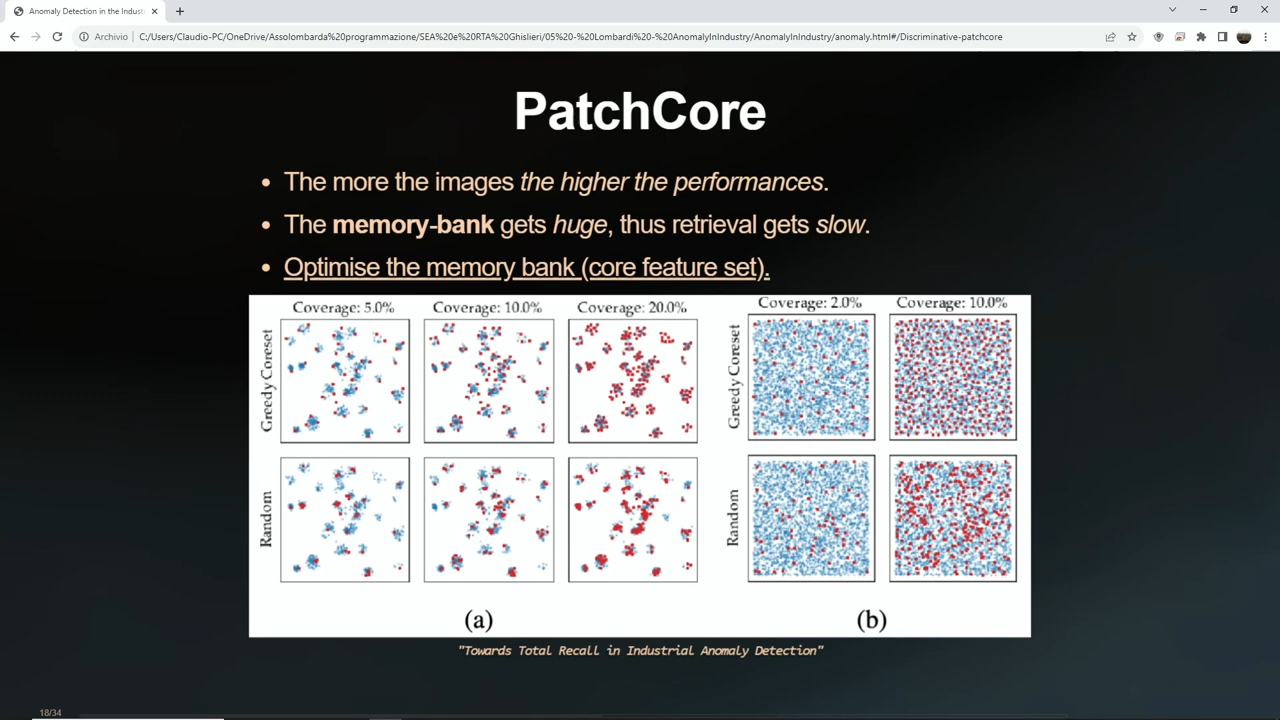 Anomaly Detection in the Industr
Archivio
C:/Users/Claudio-PC/OneDrive/Assolombarda%20programmazione/SEA%20e%20RTA%20Ghislieri/05%20-%20Lombardi%20-%20AnomalyInIndustry/AnomalyInIndustry/anomaly.html#/Discriminative-patchcore
PatchCore
• The more the images the higher the performances.
• The memory-bank gets huge, thus retrieval gets slow.
• Optimise the memory bank (core feature set).
Coverage: 5.0% Coverage: 10.0% Coverage: 20.0% Coverage: 2.0% Coverage: 10.0%
Greedy Coreset
Greedy Coreset
Random
Random
(a) (b)
"Towards Total Recall in Industrial Anomaly Detection"
18/34